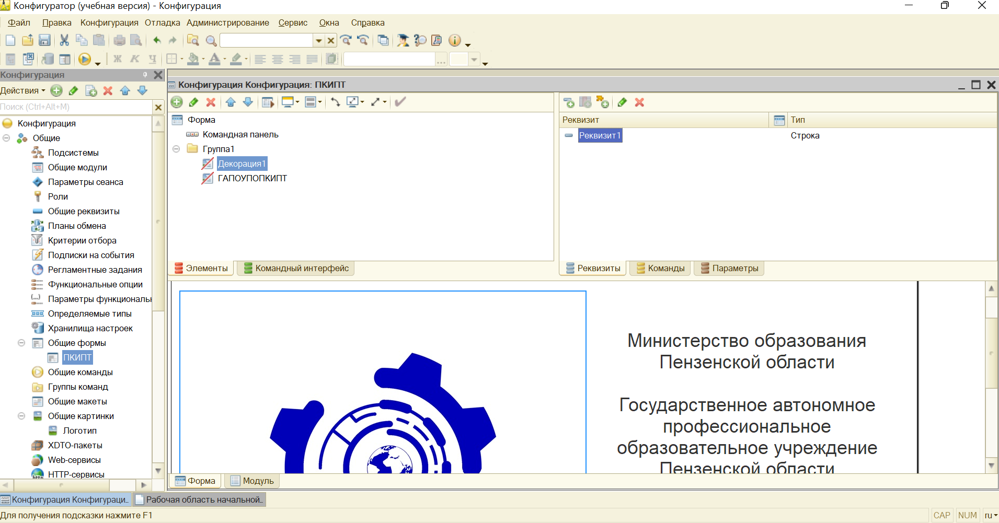 Конфигуратор (учебная версия) - Конфигурация
Файл Правка Конфигурация Отладка Администрирование Сервис Окна Справка
Ж К Ч
Конфигурация
Действия
Поиск (Ctrl+Alt+M)
Конфигурация
Общие
Подсистемы
Общие модули
Параметры сеанса
Роли
Общие реквизиты
Планы обмена
Критерии отбора
Подписки на события
Регламентные задания
Функциональные опции
Параметры функциональн
Определяемые типы
Хранилища настроек
Общие формы
ПКИПТ
Общие команды
Группы команд
Общие макеты
Общие картинки
Логотип
XDTO-пакеты
Web-сервисы
HTTP-сервисы
Конфигурация Конфигурация: ПКИПТ
Форма
Командная панель
Группа1
Декорация1
ГАПОУПОПКИПТ
Элементы Командный интерфейс
Реквизит Тип
Реквизит1 Строка
Реквизиты Команды Параметры
Министерство образования
Пензенской области
Государственное автономное
профессиональное
образовательное учреждение
Пензенской области
Форма Модуль
Конфигурация Конфигураци... Рабочая область начальной...
Для получения подсказки нажмите F1
CAP NUM ru